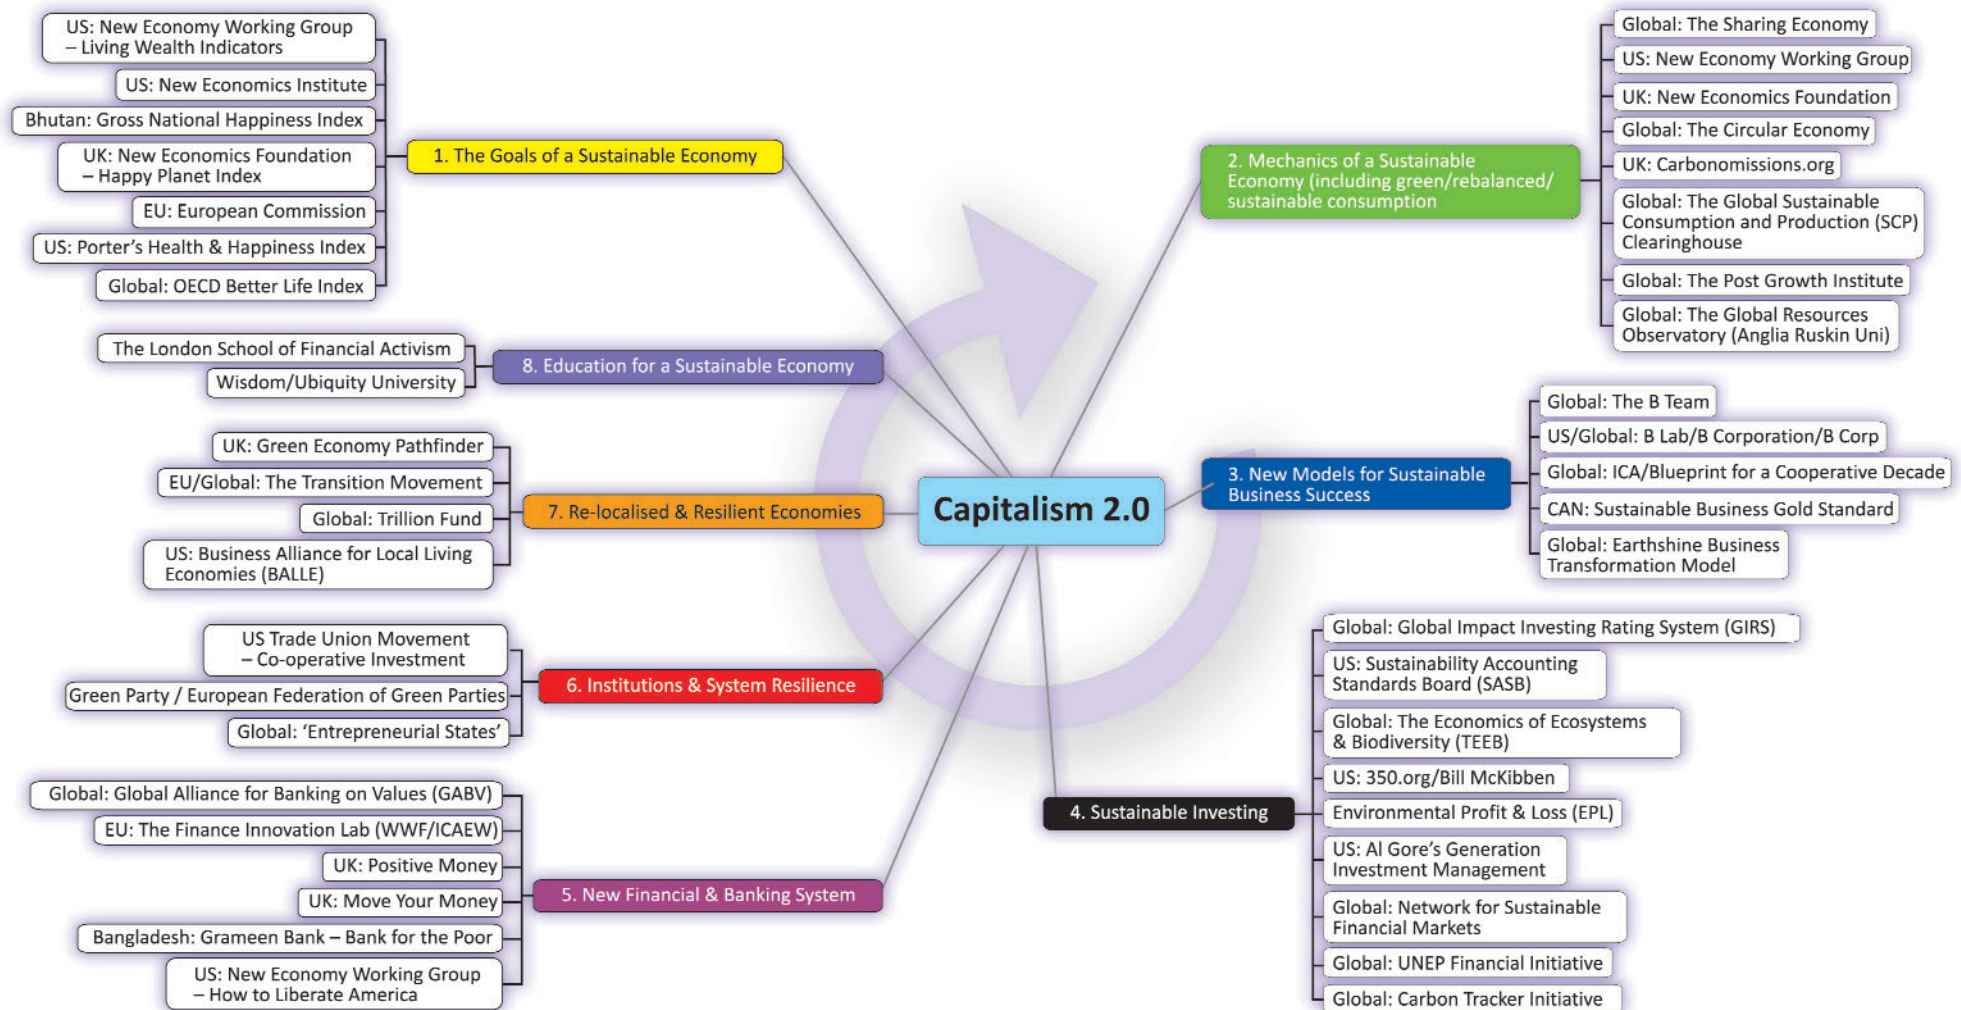 Capitalism 2.0
1. The Goals of a Sustainable Economy
US: New Economy Working Group
– Living Wealth Indicators
US: New Economics Institute
Bhutan: Gross National Happiness Index
UK: New Economics Foundation
– Happy Planet Index
EU: European Commission
US: Porter’s Health & Happiness Index
Global: OECD Better Life Index
2. Mechanics of a Sustainable
Economy (including green/rebalanced/
sustainable consumption
Global: The Sharing Economy
US: New Economy Working Group
UK: New Economics Foundation
Global: The Circular Economy
UK: Carbonomissions.org
Global: The Global Sustainable
Consumption and Production (SCP)
Clearinghouse
Global: The Post Growth Institute
Global: The Global Resources
Observatory (Anglia Ruskin Uni)
3. New Models for Sustainable
Business Success
Global: The B Team
US/Global: B Lab/B Corporation/B Corp
Global: ICA/Blueprint for a Cooperative Decade
CAN: Sustainable Business Gold Standard
Global: Earthshine Business
Transformation Model
4. Sustainable Investing
Global: Global Impact Investing Rating System (GIRS)
US: Sustainability Accounting
Standards Board (SASB)
Global: The Economics of Ecosystems
& Biodiversity (TEEB)
US: 350.org/Bill McKibben
Environmental Profit & Loss (EPL)
US: Al Gore’s Generation
Investment Management
Global: Network for Sustainable
Financial Markets
Global: UNEP Financial Initiative
Global: Carbon Tracker Initiative
5. New Financial & Banking System
Global: Global Alliance for Banking on Values (GABV)
EU: The Finance Innovation Lab (WWF/ICAEW)
UK: Positive Money
UK: Move Your Money
Bangladesh: Grameen Bank – Bank for the Poor
US: New Economy Working Group
– How to Liberate America
6. Institutions & System Resilience
US Trade Union Movement
– Co-operative Investment
Green Party / European Federation of Green Parties
Global: ‘Entrepreneurial States’
7. Re-localised & Resilient Economies
UK: Green Economy Pathfinder
EU/Global: The Transition Movement
Global: Trillion Fund
US: Business Alliance for Local Living
Economies (BALLE)
8. Education for a Sustainable Economy
The London School of Financial Activism
Wisdom/Ubiquity University